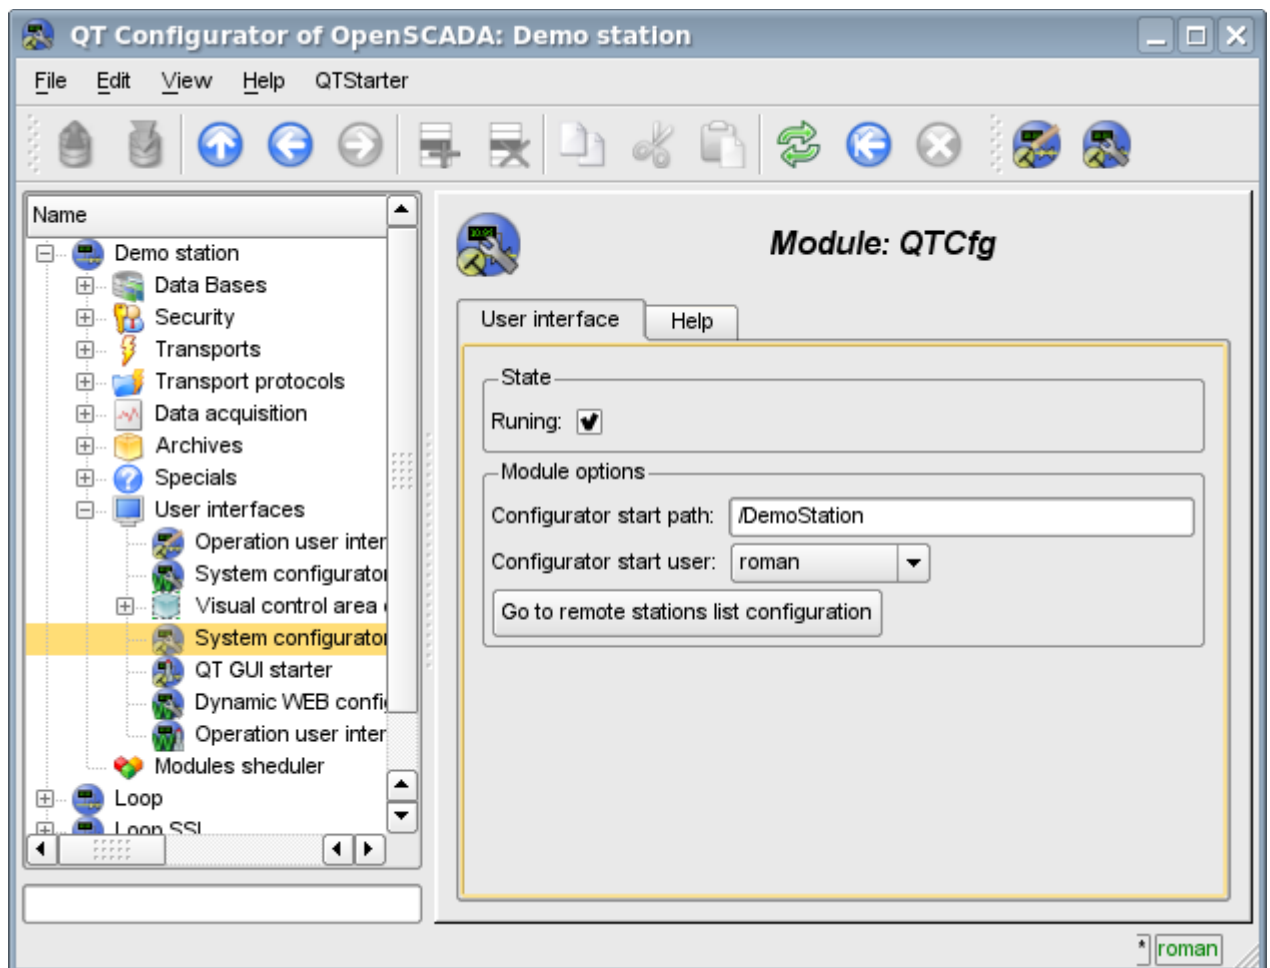 QT Configurator of OpenSCADA: Demo station
File Edit View Help QTStarter
Name
Demo station
Data Bases
Security
Transports
Transport protocols
Data acquisition
Archives
Specials
User interfaces
Operation user inter
System configurator
Visual control area
System configurator
QT GUI starter
Dynamic WEB confi
Operation user inter
Modules sheduler
Loop
Loop SSL
Module: QTCfg
User interface Help
State
Runing:
Module options
Configurator start path: /DemoStation
Configurator start user: roman
Go to remote stations list configuration
* roman